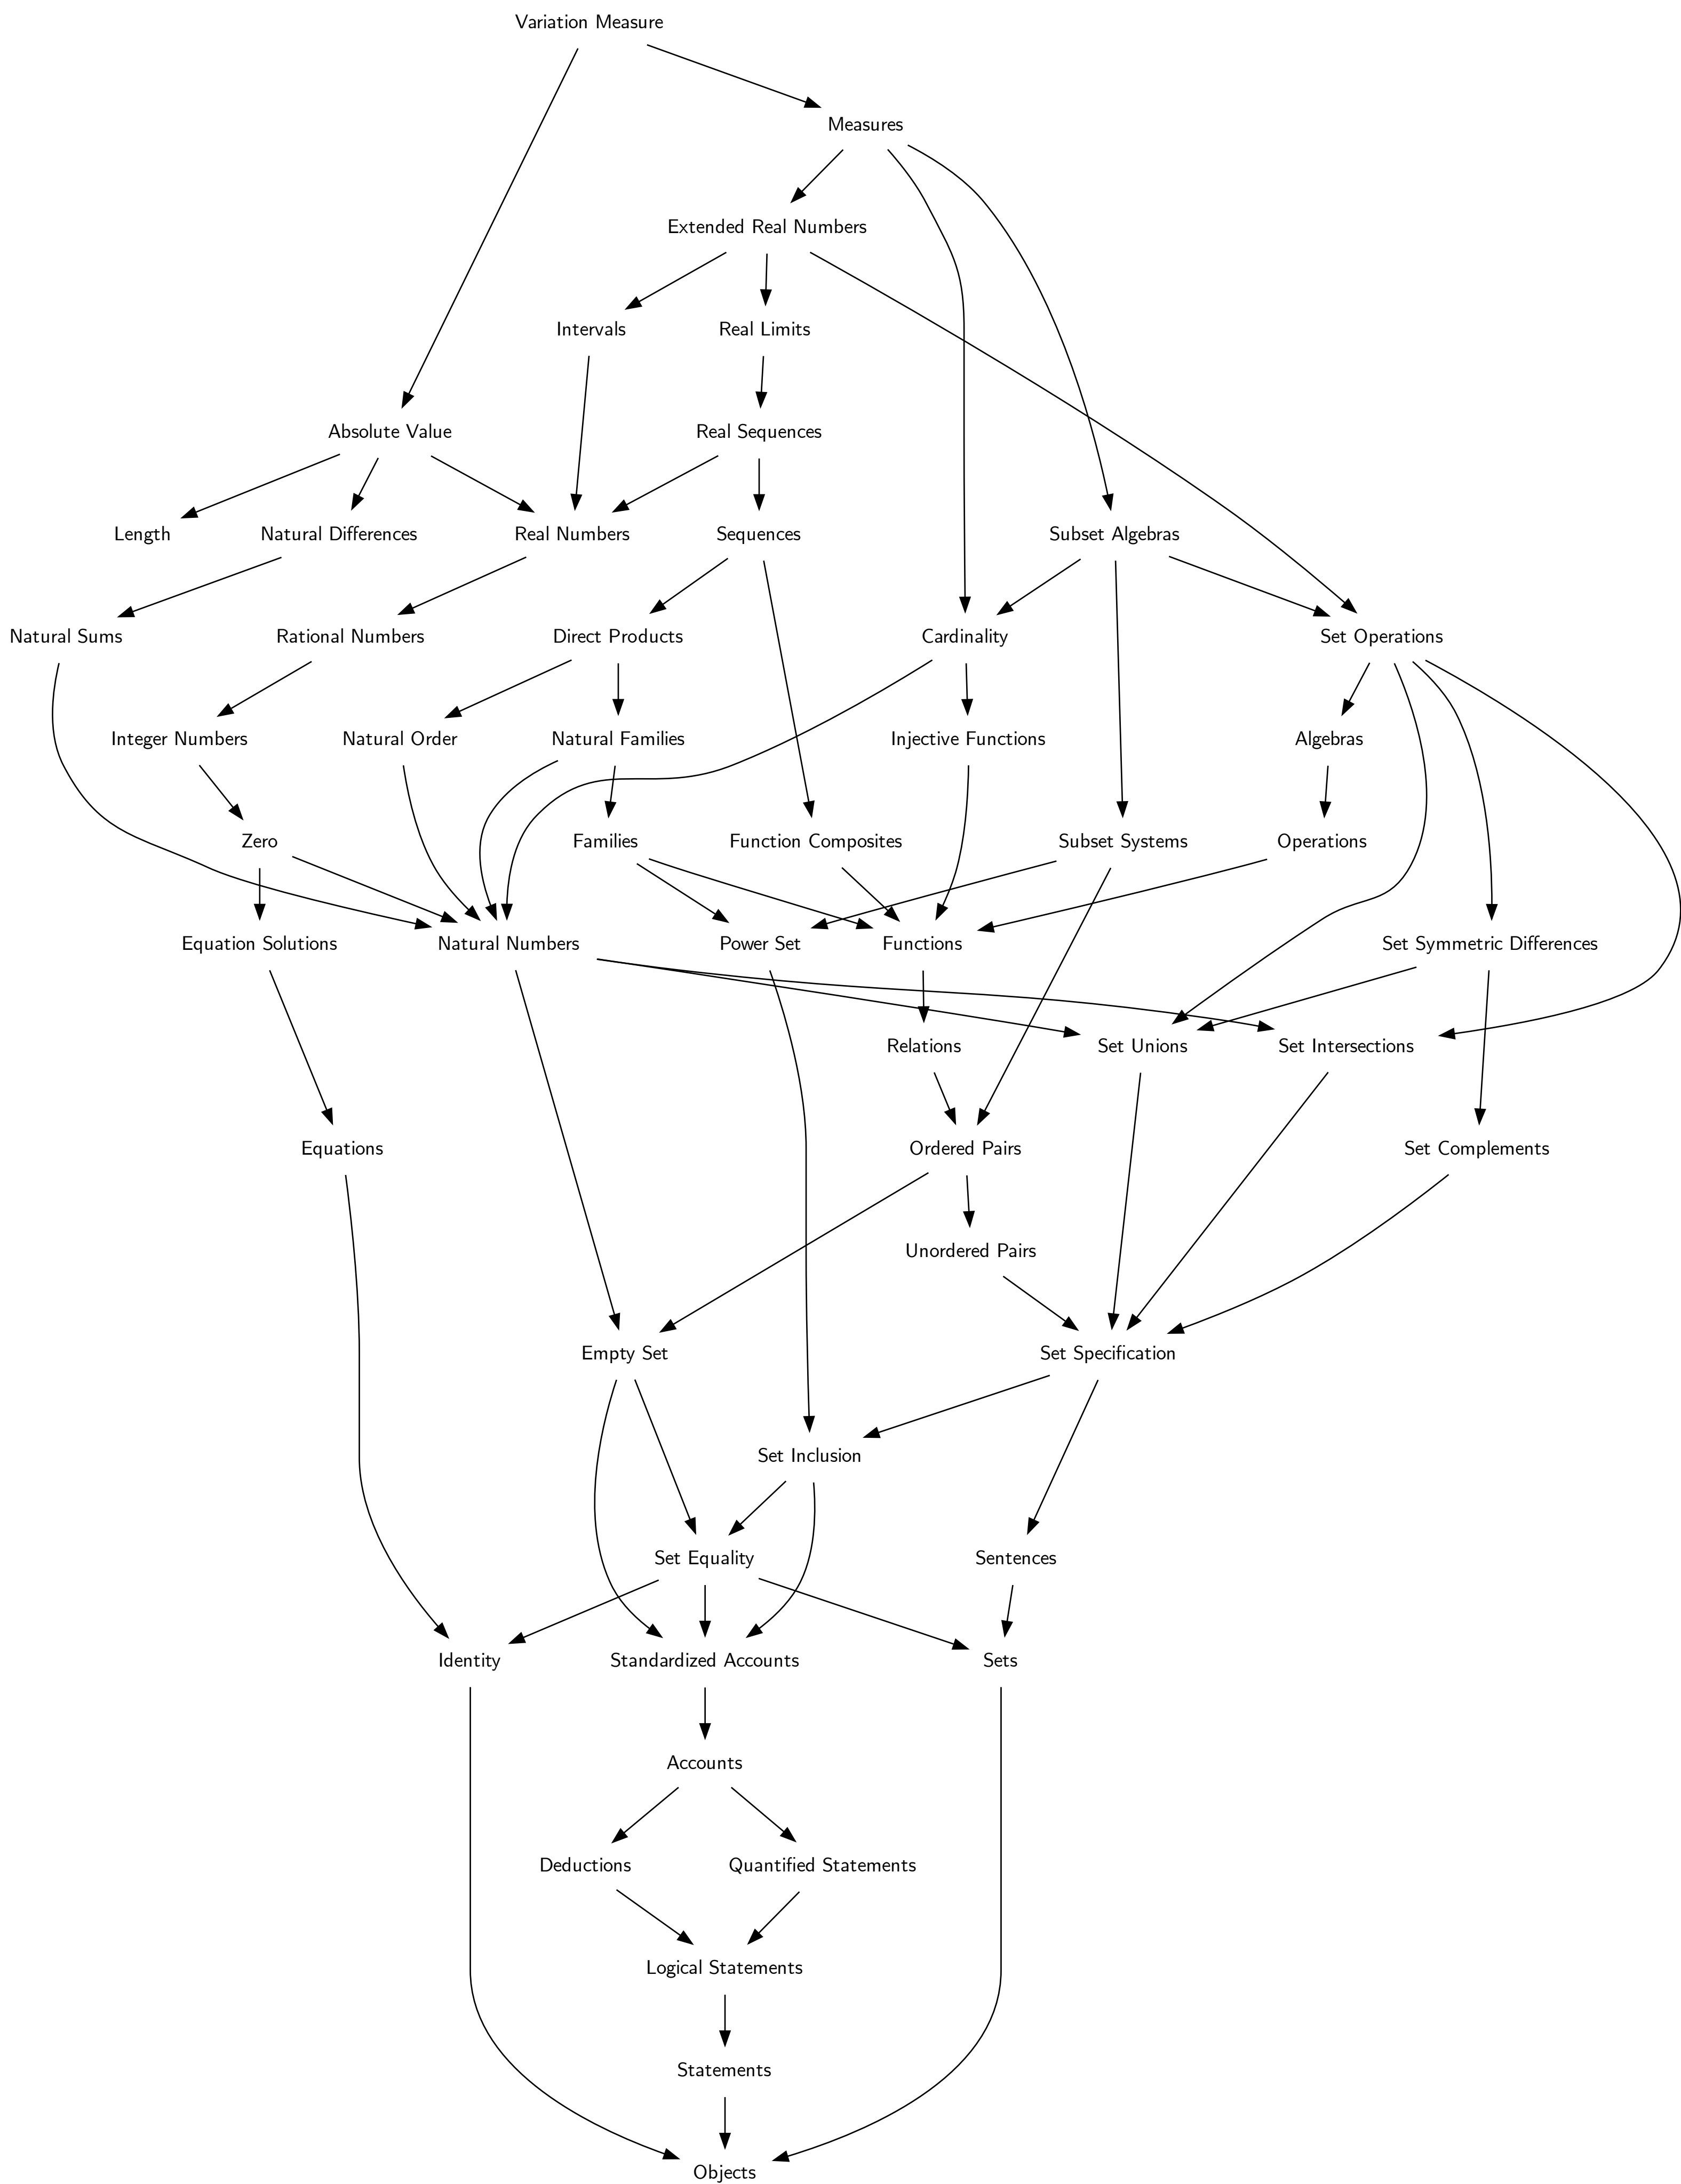 Variation Measure
Measures
Extended Real Numbers
Intervals
Real Limits
Absolute Value
Real Sequences
Length
Natural Differences
Real Numbers
Sequences
Subset Algebras
Natural Sums
Rational Numbers
Direct Products
Cardinality
Set Operations
Integer Numbers
Natural Order
Natural Families
Injective Functions
Algebras
Zero
Families
Function Composites
Subset Systems
Operations
Equation Solutions
Natural Numbers
Power Set
Functions
Set Symmetric Differences
Relations
Set Unions
Set Intersections
Equations
Ordered Pairs
Set Complements
Unordered Pairs
Empty Set
Set Specification
Set Inclusion
Set Equality
Sentences
Identity
Standardized Accounts
Sets
Accounts
Deductions
Quantified Statements
Logical Statements
Statements
Objects